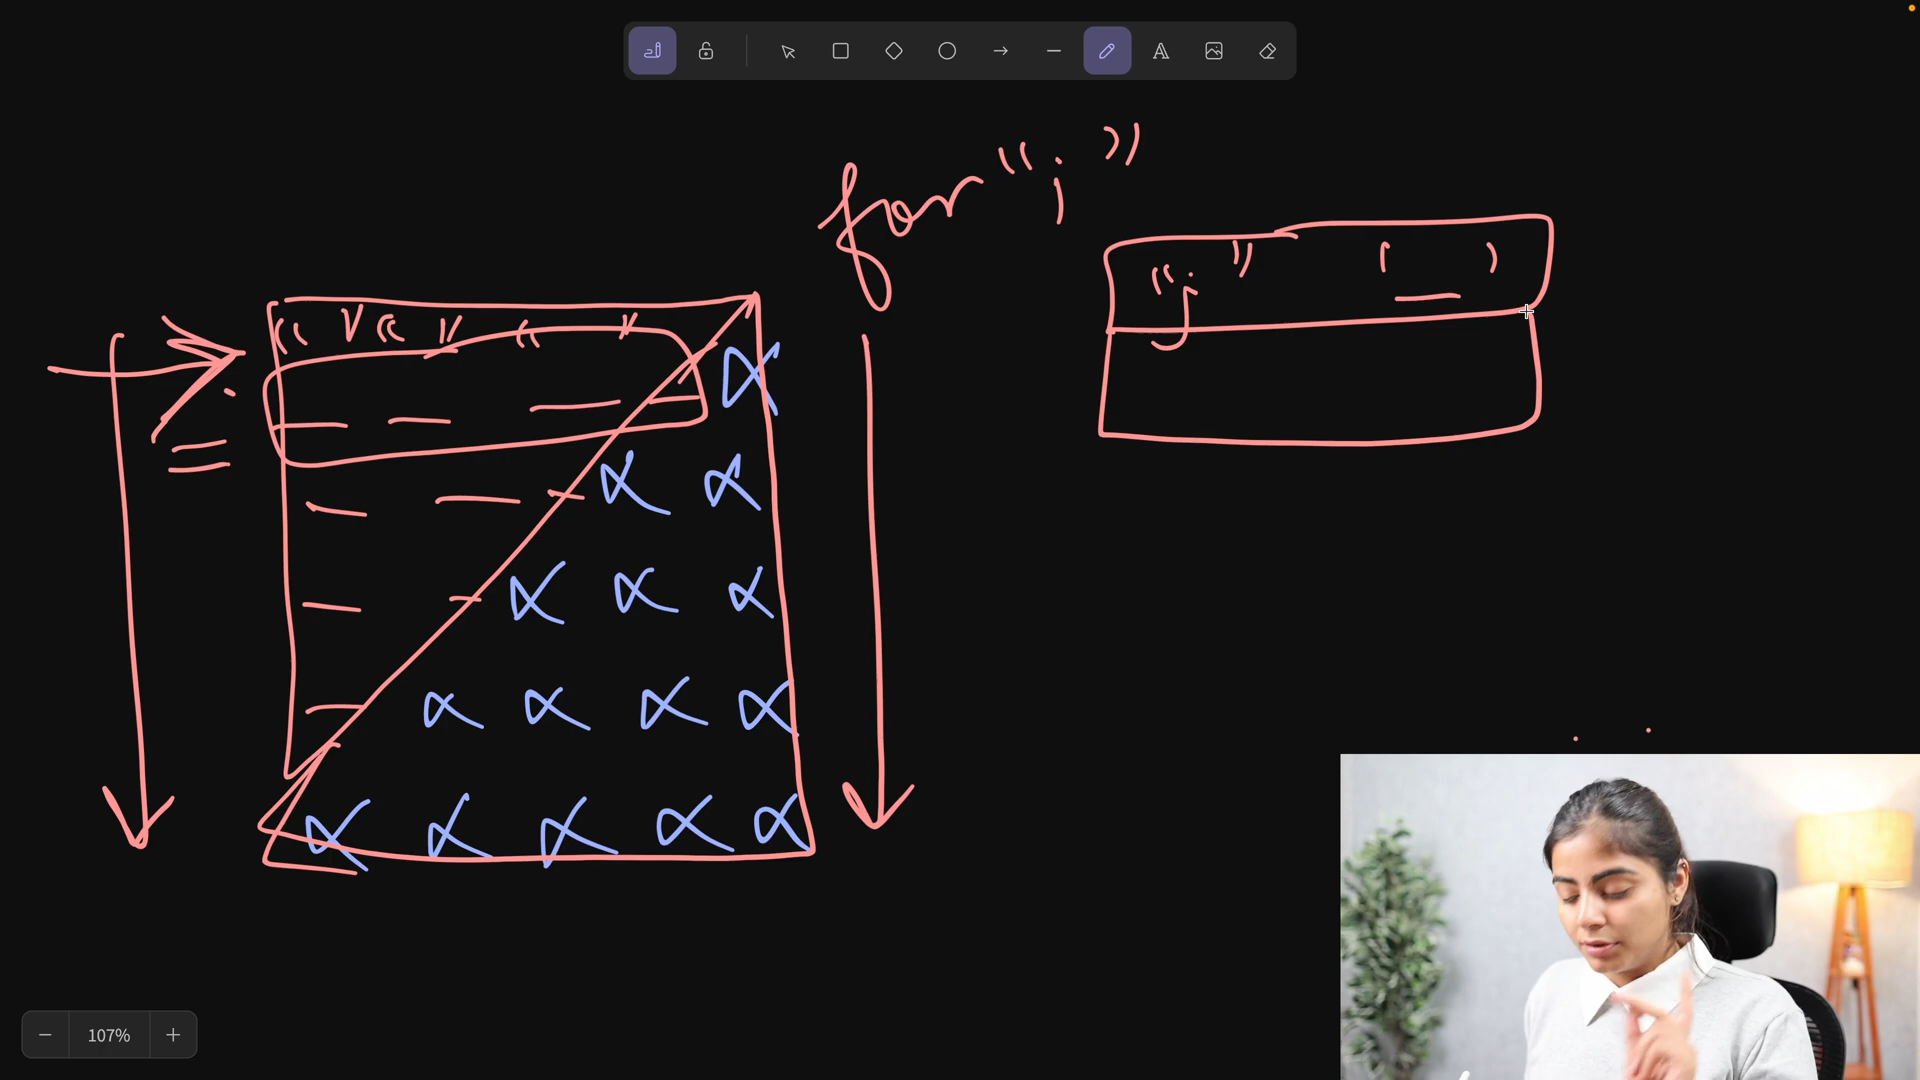 for "i"
"j" ( )
" " " " " "
α
α α
α α α
α α α α
α α α α α
107%